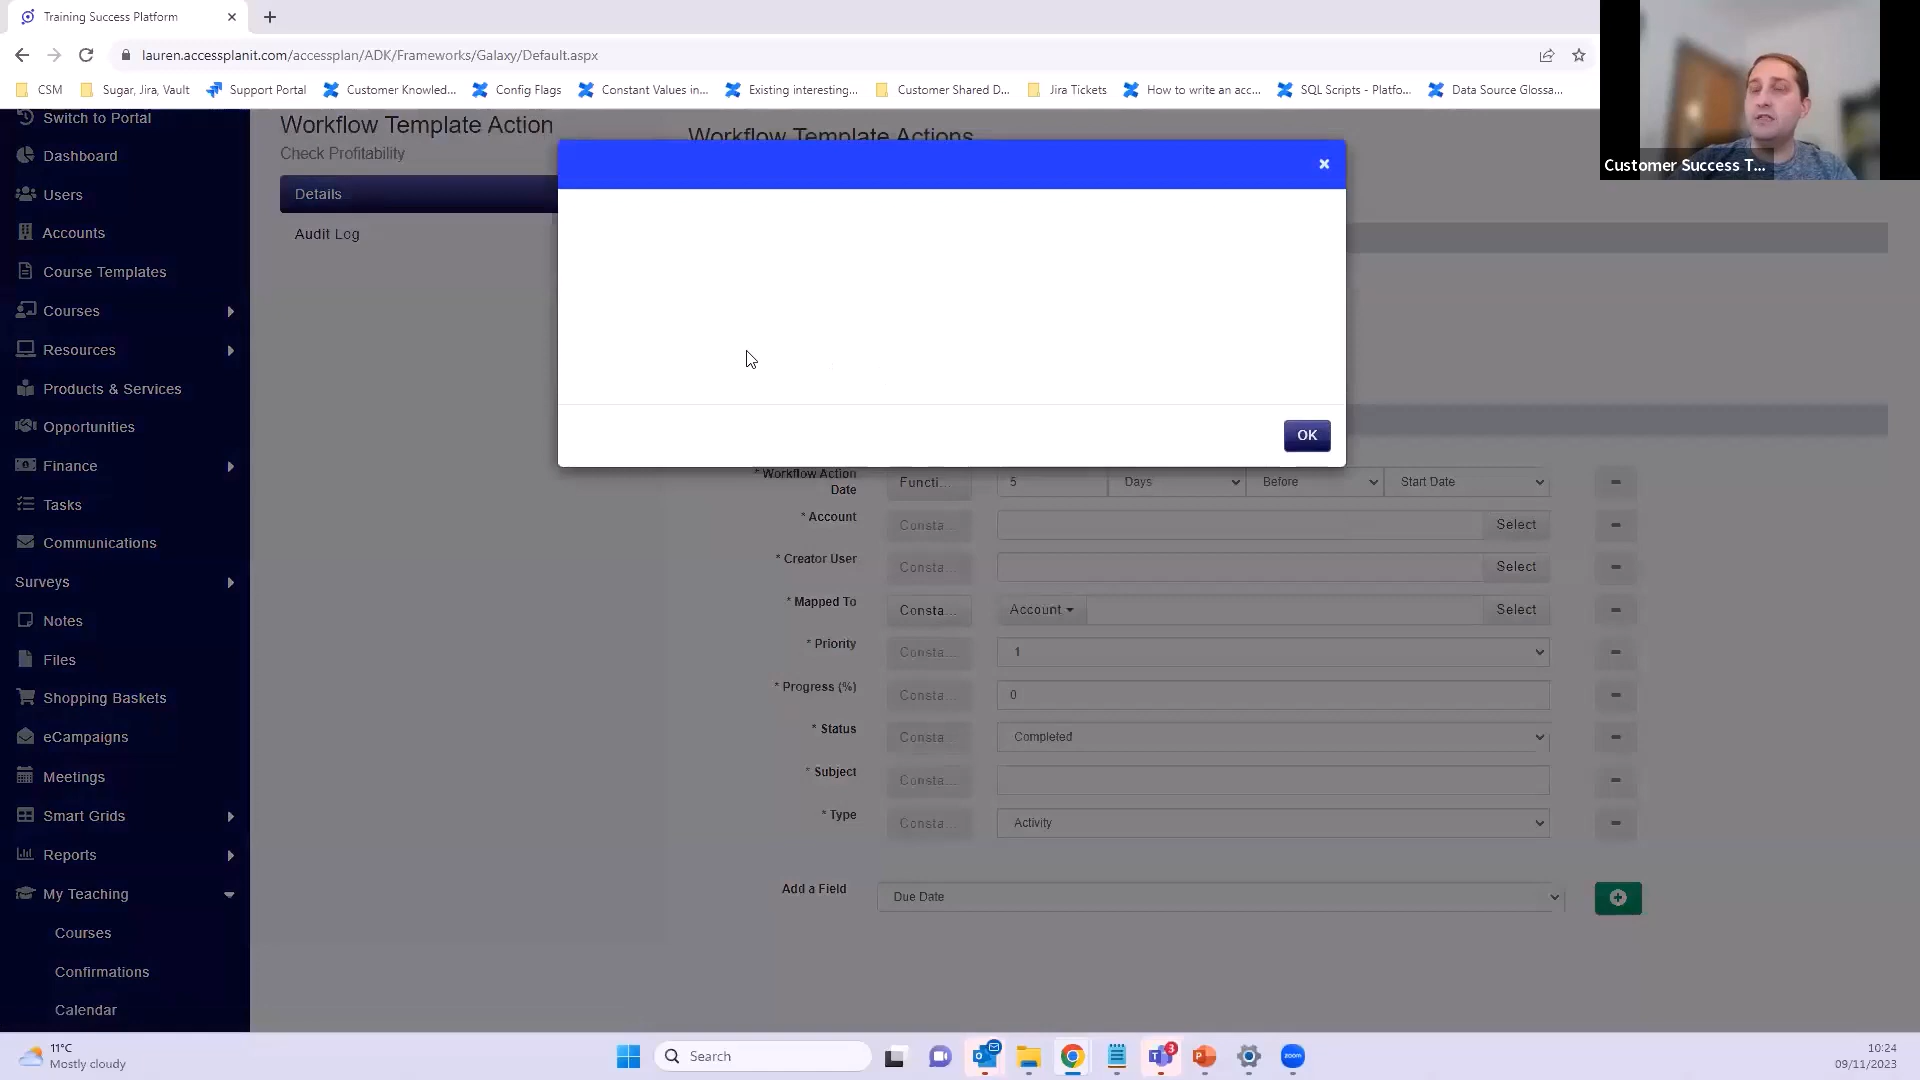 Training Success Platform
lauren.accessplanit.com/accessplan/ADK/Frameworks/Galaxy/Default.aspx
CSM
Sugar, Jira, Vault
Support Portal
Customer Knowled...
Config Flags
Constant Values in...
Existing interesting...
Customer Shared D...
Jira Tickets
How to write an acc...
SQL Scripts - Platfo...
Data Source Glossa...
Customer Success T...
Switch to Portal
Dashboard
Users
Accounts
Course Templates
Courses
Resources
Products & Services
Opportunities
Finance
Tasks
Communications
Surveys
Notes
Files
Shopping Baskets
eCampaigns
Meetings
Smart Grids
Reports
My Teaching
Courses
Confirmations
Calendar
Workflow Template Action
Check Profitability
Details
Audit Log
Workflow Template Actions
OK
* Workflow Action
Date
Functi...
5
Days
Before
Start Date
* Account
Consta...
Select
* Creator User
Consta...
Select
* Mapped To
Consta...
Account
Select
* Priority
Consta...
1
* Progress (%)
Consta...
0
* Status
Consta...
Completed
* Subject
Consta...
* Type
Consta...
Activity
Add a Field
Due Date
11°C
Mostly cloudy
Search
3
zoom
10:24
09/11/2023